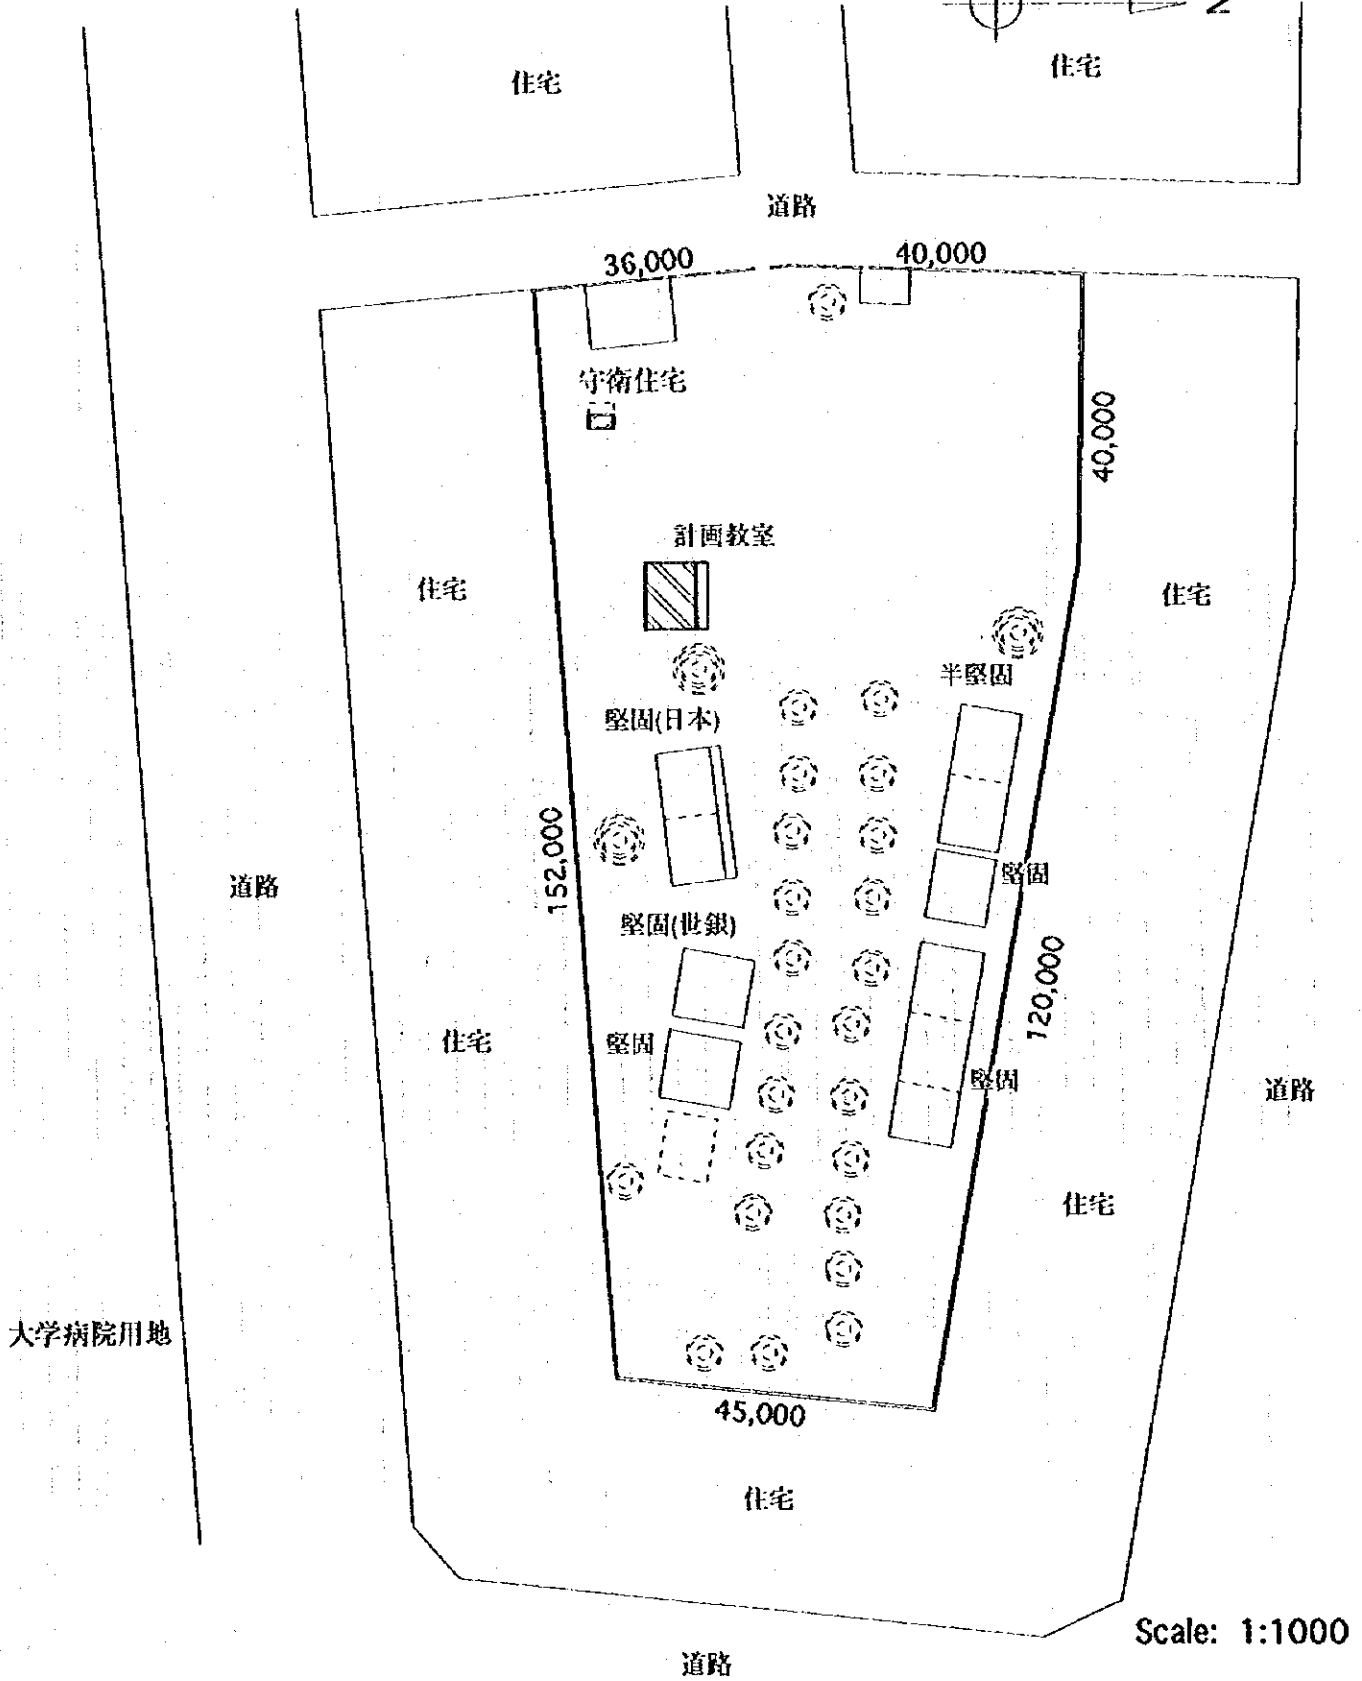 N
住宅
住宅
道路
36,000
40,000
守衛住宅
40,000
計画教室
住宅
住宅
半堅固
堅固(日本)
152,000
堅固
道路
堅固(世銀)
120,000
住宅
堅固
堅固
道路
住宅
大学病院用地
45,000
住宅
Scale: 1:1000
道路